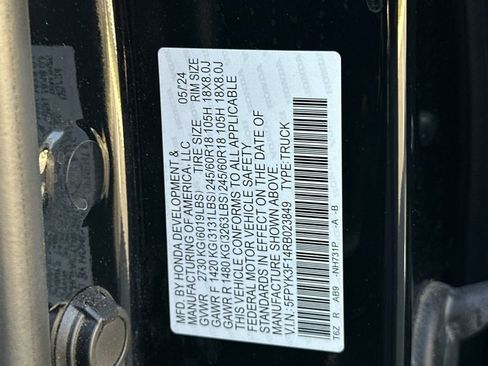 MFD. BY HONDA DEVELOPMENT & 05/24
MANUFACTURING OF AMERICA, LLC
TIRE SIZE RIM SIZE
GVWR 2730 KG(6019LBS)
GAWR F 1420 KG(3131LBS) 245/60R18 105H 18X8.0J
GAWR R 1480 KG(3263LBS) 245/60R18 105H 18X8.0J
THIS CONFORMS TO ALL APPLICABLE
FEDERAL MOTOR VEHICLE SAFETY
STANDARDS IN EFFECT ON THE DATE OF
MANUFACTURE SHOWN ABOVE.
V.I.N.: 5FPYK3F14RB023849 TYPE:TRUCK
T6Z R AB9 NH731P -A -B